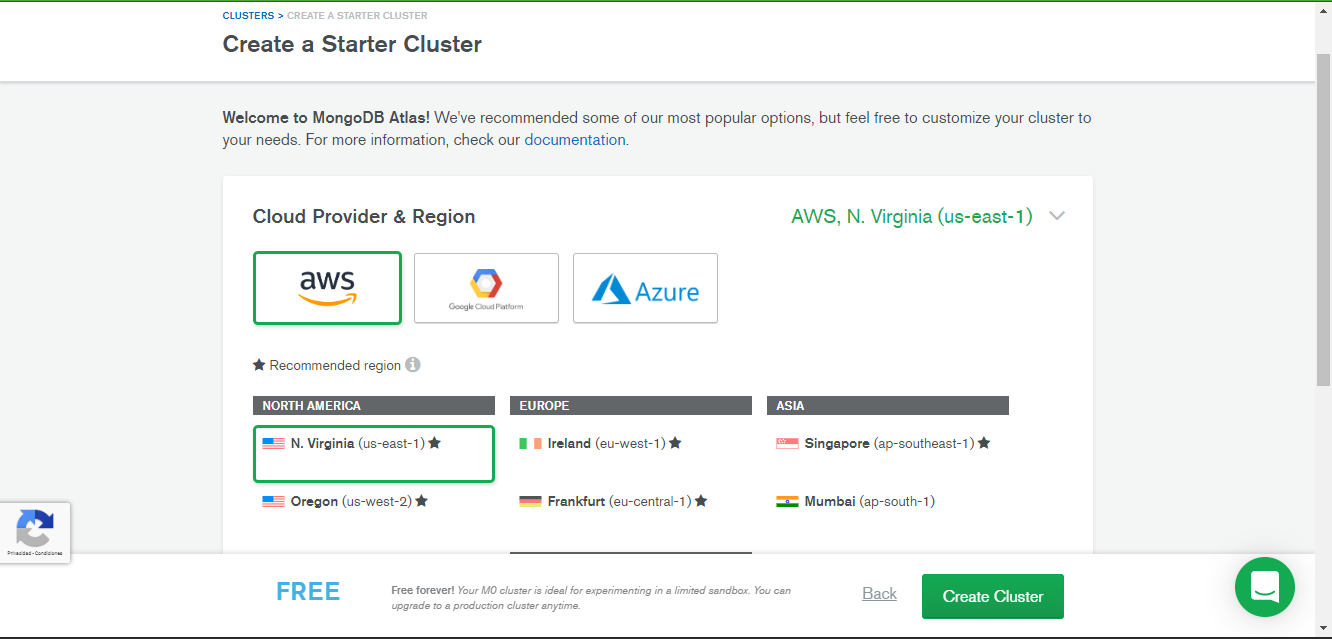 CLUSTERS > CREATE A STARTER CLUSTER
Create a Starter Cluster
Welcome to MongoDB Atlas! We've recommended some of our most popular options, but feel free to customize your cluster to
your needs. For more information, check our documentation.
Cloud Provider & Region
AWS, N. Virginia (us-east-1)
aws
Google Cloud Platform
Azure
★ Recommended region
NORTH AMERICA
EUROPE
ASIA
N. Virginia (us-east-1) ★
Ireland (eu-west-1) ★
Singapore (ap-southeast-1) ★
Oregon (us-west-2) ★
Frankfurt (eu-central-1) ★
Mumbai (ap-south-1)
Privacidad - Condiciones
FREE
Free forever! Your M0 cluster is ideal for experimenting in a limited sandbox. You can
upgrade to a production cluster anytime.
Back
Create Cluster